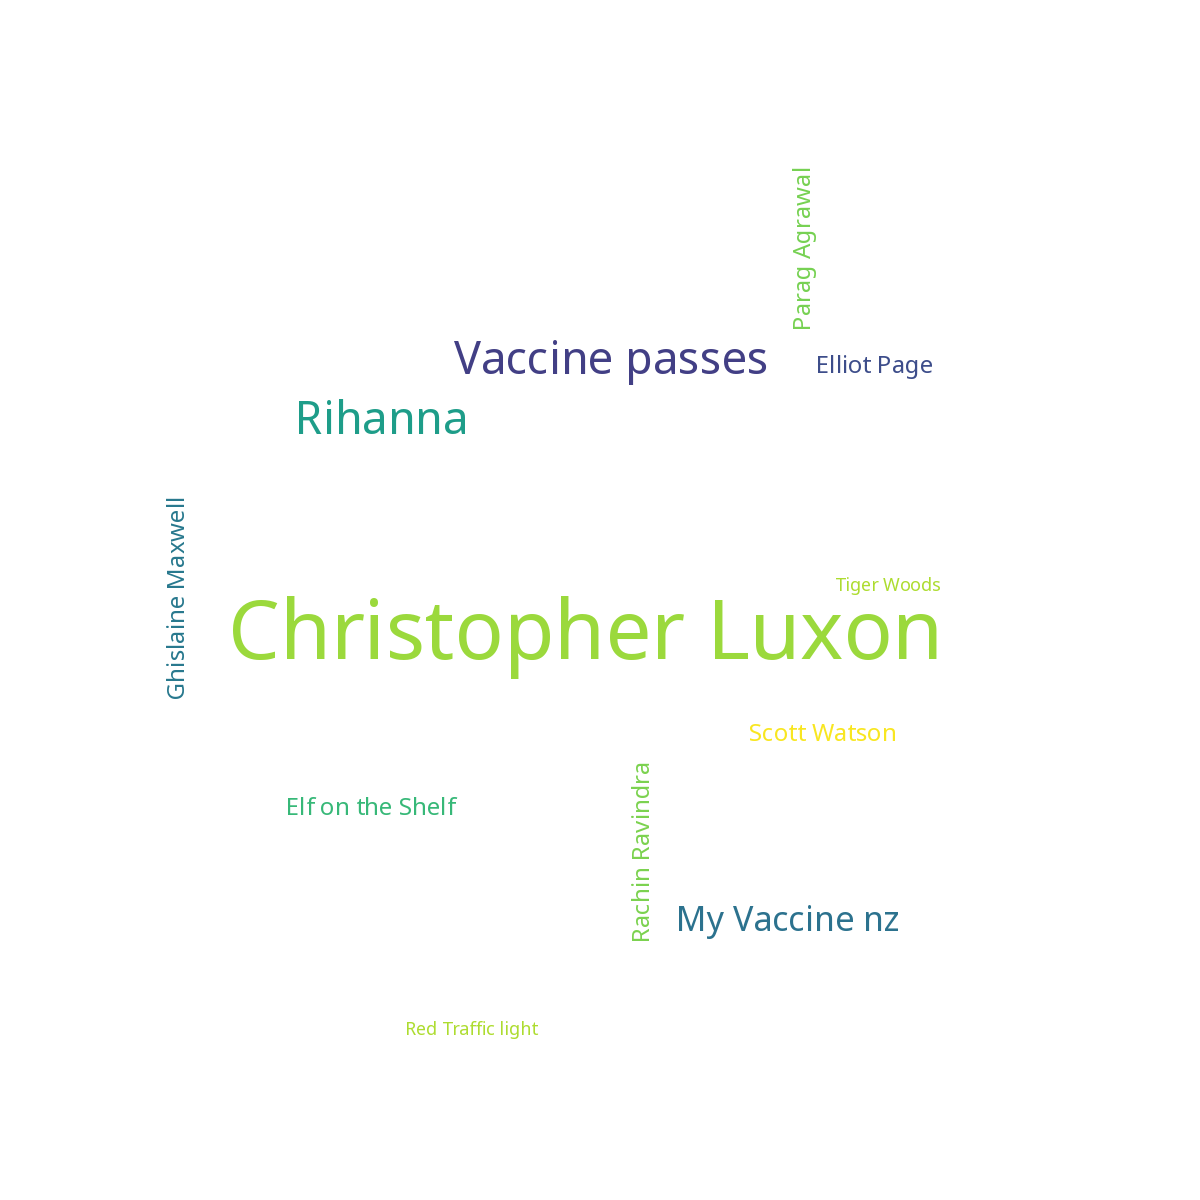 Parag Agrawal
Vaccine passes
Elliot Page
Rihanna
Ghislaine Maxwell
Tiger Woods
Christopher Luxon
Scott Watson
Rachin Ravindra
Elf on the Shelf
My Vaccine nz
Red Traffic light